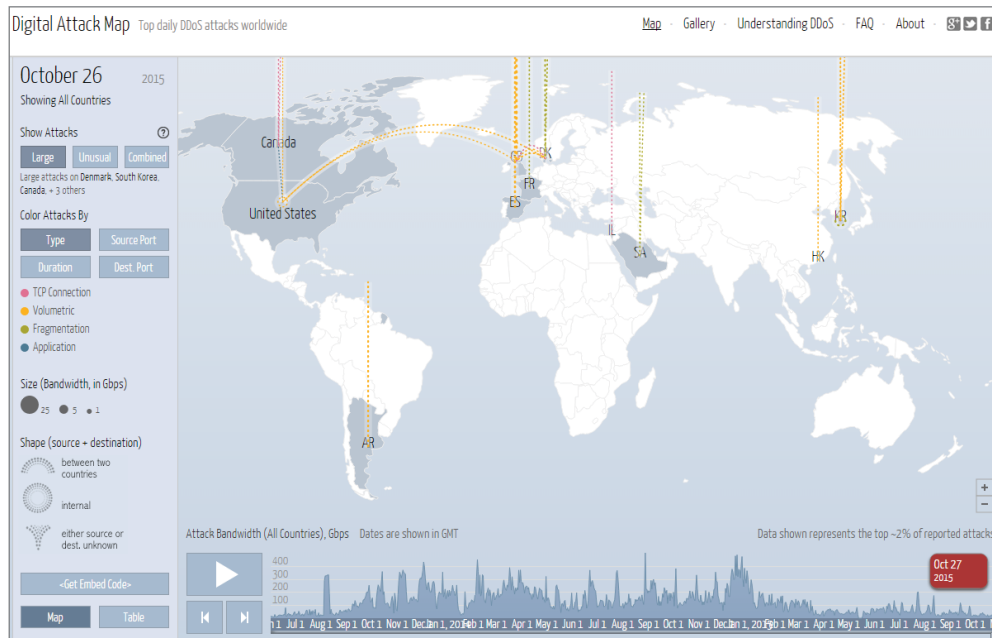 Digital Attack Map Top daily DDoS attacks worldwide
Map · Gallery · Understanding DDoS · FAQ · About
October 26 2015
Showing All Countries
Show Attacks ?
Large Unusual Combined
Large attacks on Denmark, South Korea,
Canada, + 3 others
Color Attacks By
Type Source Port
Duration Dest. Port
TCP Connection
Volumetric
Fragmentation
Application
Size (Bandwidth, in Gbps)
25 5 1
Shape (source + destination)
between two
countries
internal
either source or
dest. unknown
<Get Embed Code>
Map Table
Canada
United States
DK
FR
ES
IL
SA
HK
KR
AR
+
−
Attack Bandwidth (All Countries), Gbps Dates are shown in GMT
Data shown represents the top ~2% of reported attacks
400
300
200
100
Oct 27
2015
Jul 1 Aug 1 Sep 1 Oct 1 Nov 1
Apr 1 May 1 Jun 1 Jul 1 Aug 1 Sep 1 Oct 1 Nov 1
Mar 1 Apr 1 May 1 Jun 1 Jul 1 Aug 1 Sep 1 Oct 1